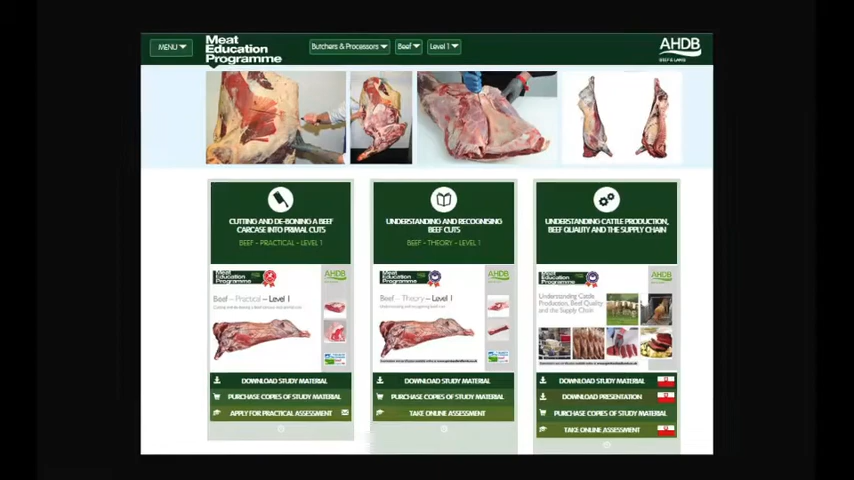 MENU
Meat
Education
Programme
Butchers & Processors
Beef
Level 1
AHDB
BEEF & LAMB
CUTTING AND DE-BONING A BEEF
CARCASE INTO PRIMAL CUTS
BEEF - PRACTICAL - LEVEL 1
UNDERSTANDING AND RECOGNISING
BEEF CUTS
BEEF - THEORY - LEVEL 1
UNDERSTANDING CATTLE PRODUCTION,
BEEF QUALITY AND THE SUPPLY CHAIN
Meat
Education
Programme
AHDB
Beef – Practical – Level 1
Meat
Education
Programme
AHDB
Beef – Theory – Level 1
Understanding and recognising beef cuts
Meat
Education
Programme
AHDB
Understanding Cattle
Production, Beef Quality
and the Supply Chain
DOWNLOAD STUDY MATERIAL
PURCHASE COPIES OF STUDY MATERIAL
APPLY FOR PRACTICAL ASSESSMENT
DOWNLOAD STUDY MATERIAL
PURCHASE COPIES OF STUDY MATERIAL
TAKE ONLINE ASSESSMENT
DOWNLOAD STUDY MATERIAL
DOWNLOAD PRESENTATION
PURCHASE COPIES OF STUDY MATERIAL
TAKE ONLINE ASSESSMENT